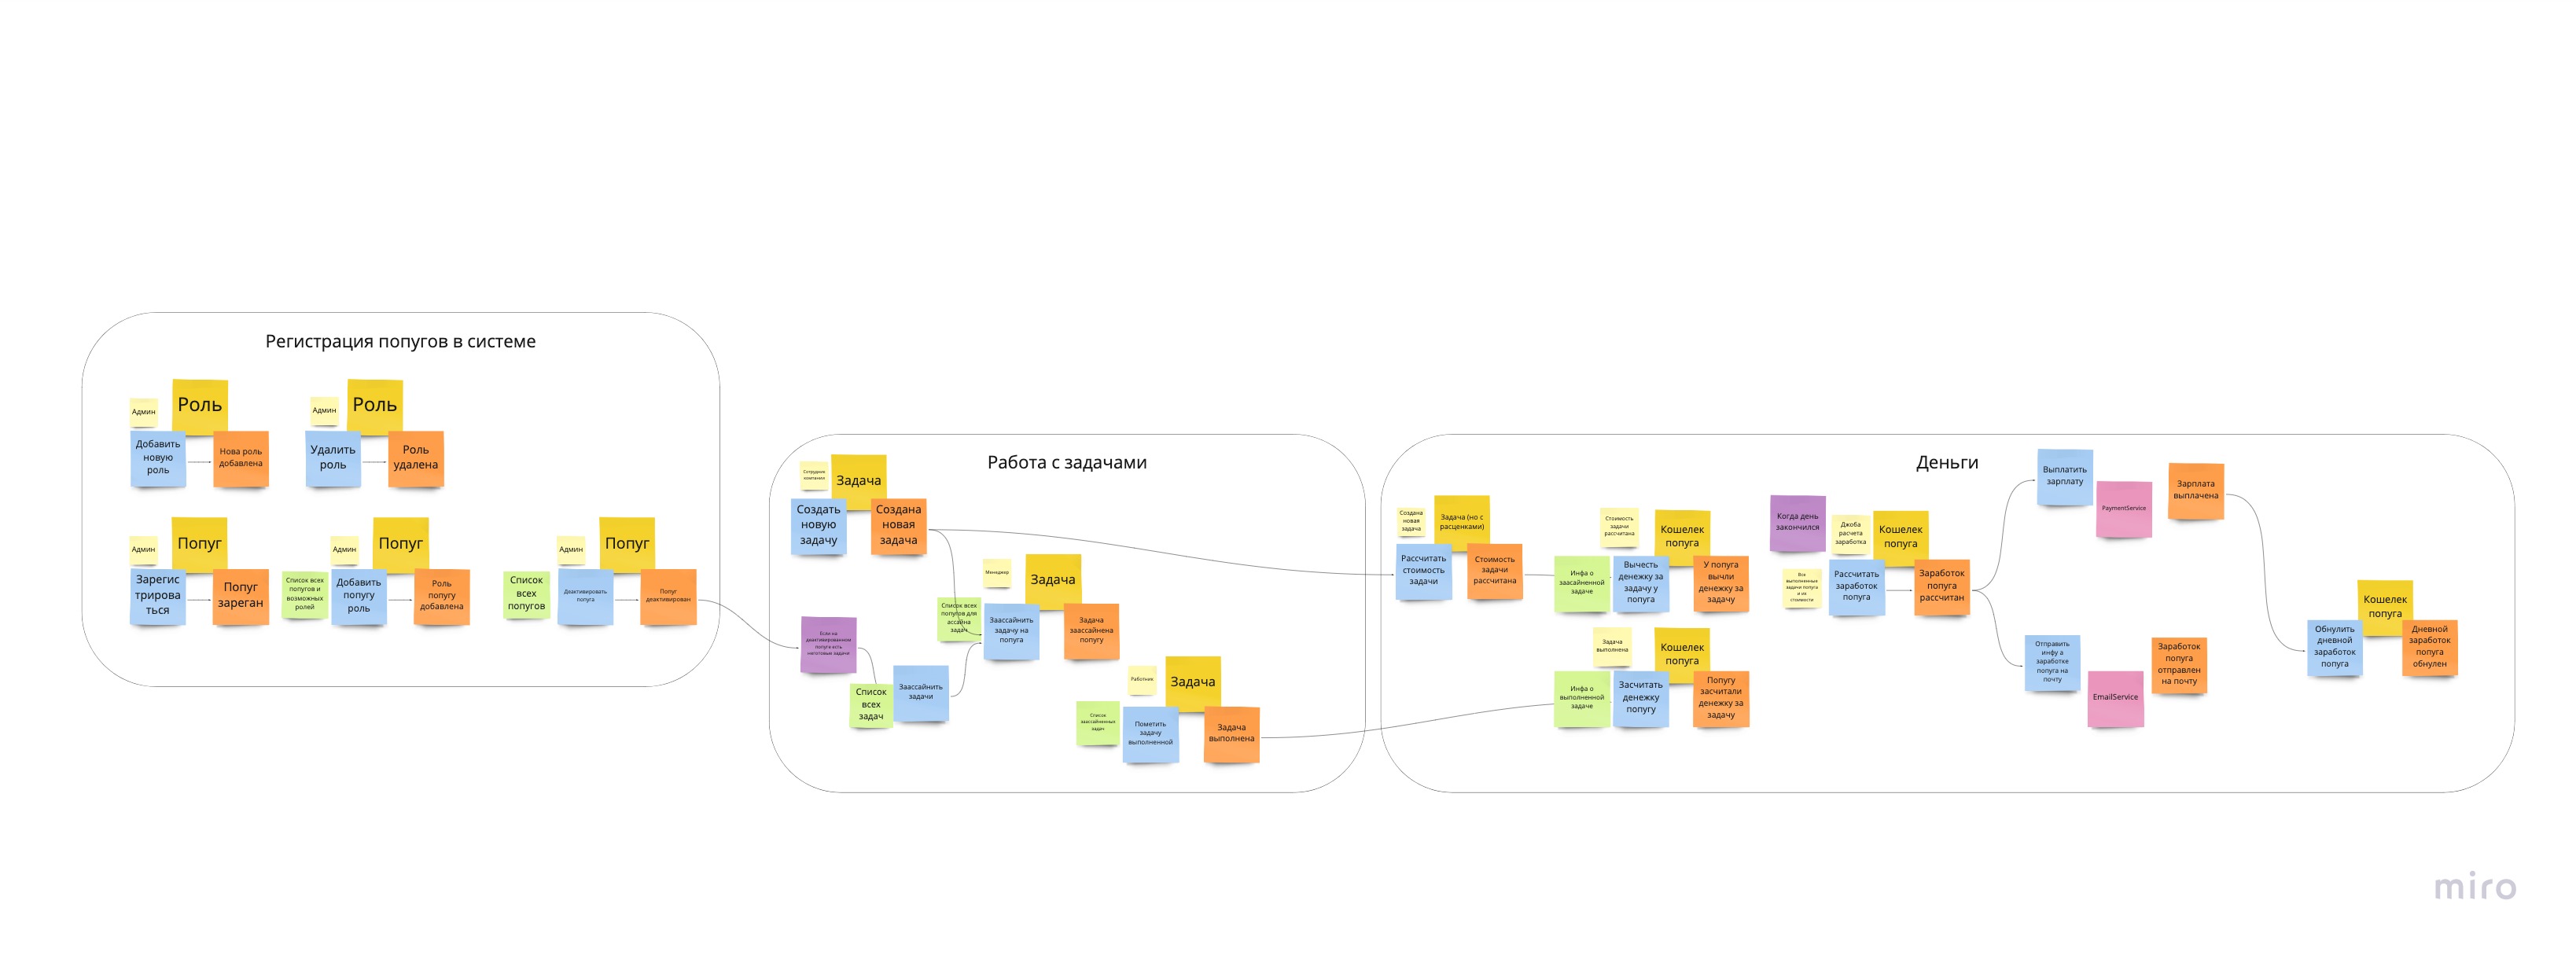 Регистрация попугов в системе
Админ
Роль
Добавить
новую
роль
Нова роль
добавлена
Админ
Роль
Удалить
роль
Роль
удалена
Админ
Попуг
Зарегис
трирова
ться
Попуг
зареган
Админ
Попуг
Список всех
попугов и
возможных
ролей
Добавить
попугу
роль
Роль
попугу
добавлена
Админ
Попуг
Список
всех
попугов
Деактивировать
попуга
Попуг
деактивирован
Работа с задачами
Сотрудник
компании
Задача
Создать
новую
задачу
Создана
новая
задача
Менеджер
Задача
Список всех
попугов для
ассайна
задач
Заассайнить
задачу на
попуга
Задача
заассайнена
попугу
Если на
деактивированном
попуге есть
неготовые задачи
Список
всех
задач
Заассайнить
задачи
Работник
Задача
Список
заассайненных
задач
Пометить
задачу
выполненной
Задача
выполнена
Деньги
Создана
новая
задача
Задача (но с
расценками)
Рассчитать
стоимость
задачи
Стоимость
задачи
рассчитана
Стоимость
задачи
рассчитана
Кошелек
попуга
Инфа о
заасайненной
задаче
Вычесть
денежку за
задачу у
попуга
У попуга
вычли
денежку за
задачу
Задача
выполнена
Кошелек
попуга
Инфа о
выполненной
задаче
Засчитать
денежку
попугу
Попугу
засчитали
денежку за
задачу
Когда день
закончился
Джоба
расчета
заработка
Кошелек
попуга
Все
выполненные
задачи попуга
и их
стоимости
Рассчитать
заработок
попуга
Заработок
попуга
рассчитан
Выплатить
зарплату
PaymentService
Зарплата
выплачена
Отправить
инфу а
заработке
попуга на
почту
EmailService
Заработок
попуга
отправлен
на почту
Кошелек
попуга
Обнулить
дневной
заработок
попуга
Дневной
заработок
попуга
обнулен
miro